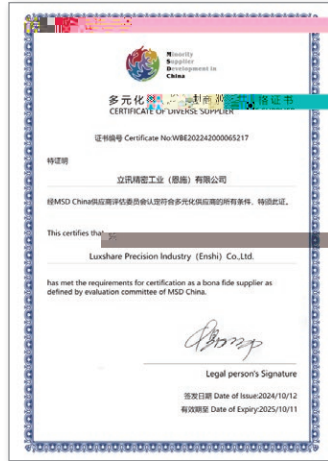 Minority
Supplier
Development in
China
多元化
格证书
CERTIFICATE OF DIVERSE SUPPLIER
证书编号 Certificate No:WBE202242000065217
特证明
立讯精密工业（恩施）有限公司
经MSD China供应商评估委员会认定符合多元化供应商的所有条件，特颁此证。
This certifies that
Luxshare Precision Industry (Enshi) Co.,Ltd.
has met the requirements for certification as a bona fide supplier as
defined by evaluation committee of MSD China.
Legal person's Signature
签发日期 Date of Issue:2024/10/12
有效期至 Date of Expiry:2025/10/11